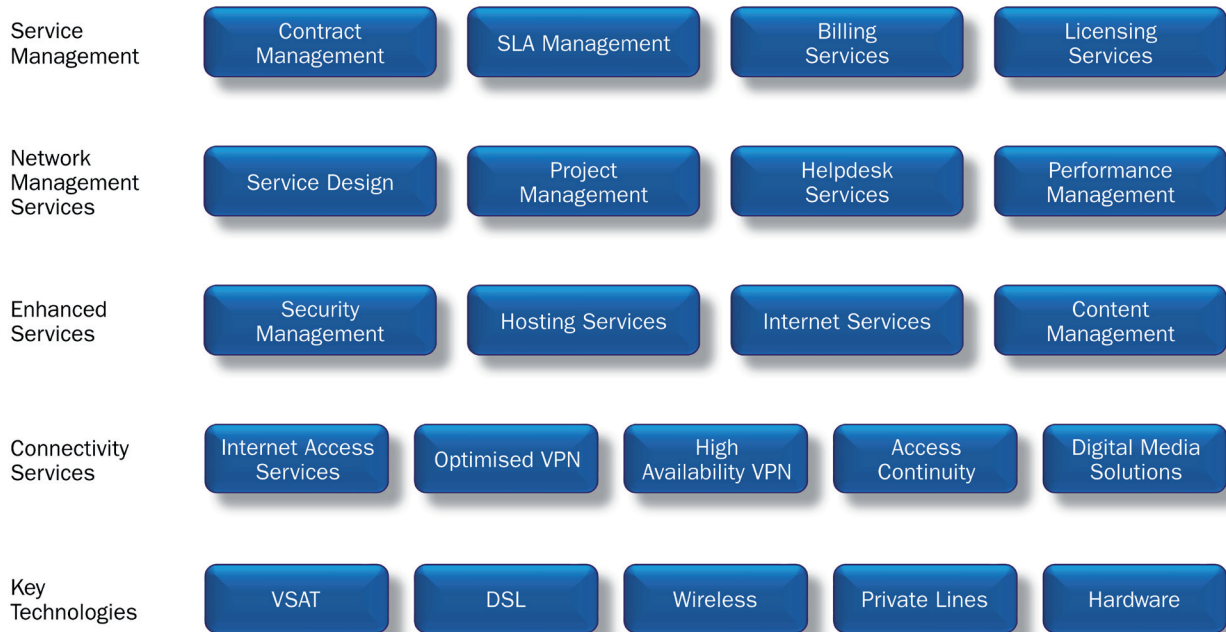 Service
Management
Contract
Management
SLA Management
Billing
Services
Licensing
Services
Network
Management
Services
Service Design
Project
Management
Helpdesk
Services
Performance
Management
Enhanced
Services
Security
Management
Hosting Services
Internet Services
Content
Management
Connectivity
Services
Internet Access
Services
Optimised VPN
High
Availability VPN
Access
Continuity
Digital Media
Solutions
Key
Technologies
VSAT
DSL
Wireless
Private Lines
Hardware